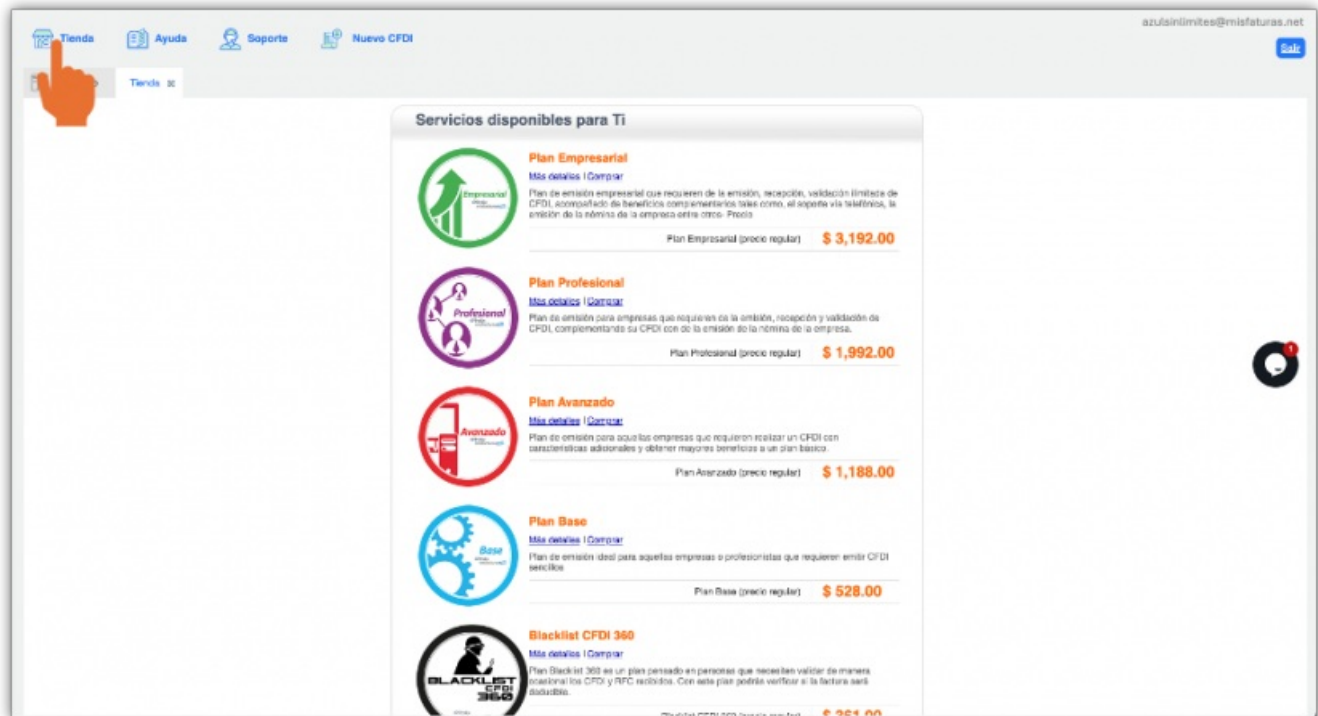 azulsinlimites@misfaturas.net
Tienda Ayuda Soporte Nuevo CFDI
Salir
Tienda
Servicios disponibles para Ti
Plan Empresarial
Más detalles | Comprar
Empresarial
Plan de emisión empresarial que requieren de la emisión, recepción, validación ilimitada de
CFDI, acompañado de beneficios complementarios tales como, el soporte vía telefónica, la
emisión de la nómina de la empresa entre otros- Precio
Plan Empresarial (precio regular) $ 3,192.00
Plan Profesional
Más detalles | Comprar
Profesional
Plan de emisión para empresas que requieren de la emisión, recepción y validación de
CFDI, complementando su CFDI con de la emisión de la nómina de la empresa.
Plan Profesional (precio regular) $ 1,992.00
Plan Avanzado
Más detalles | Comprar
Avanzado
Plan de emisión para aquellas empresas que requieren realizar un CFDI con
características adicionales y obtener mayores beneficios a un plan básico.
Plan Avanzado (precio regular) $ 1,188.00
Plan Base
Más detalles | Comprar
Base
Plan de emisión ideal para aquellas empresas o profesionistas que requieren emitir CFDI
sencillos
Plan Base (precio regular) $ 528.00
1
Blacklist CFDI 360
Más detalles | Comprar
BLACKLIST
CFDI
360
Plan Blacklist 360 es un plan pensado en personas que necesiten validar de manera
ocasional los CFDI y RFC recibidos. Con este plan podrás verificar si la factura será
deducible.
Blacklist CFDI 360 (precio regular) $ 361.00